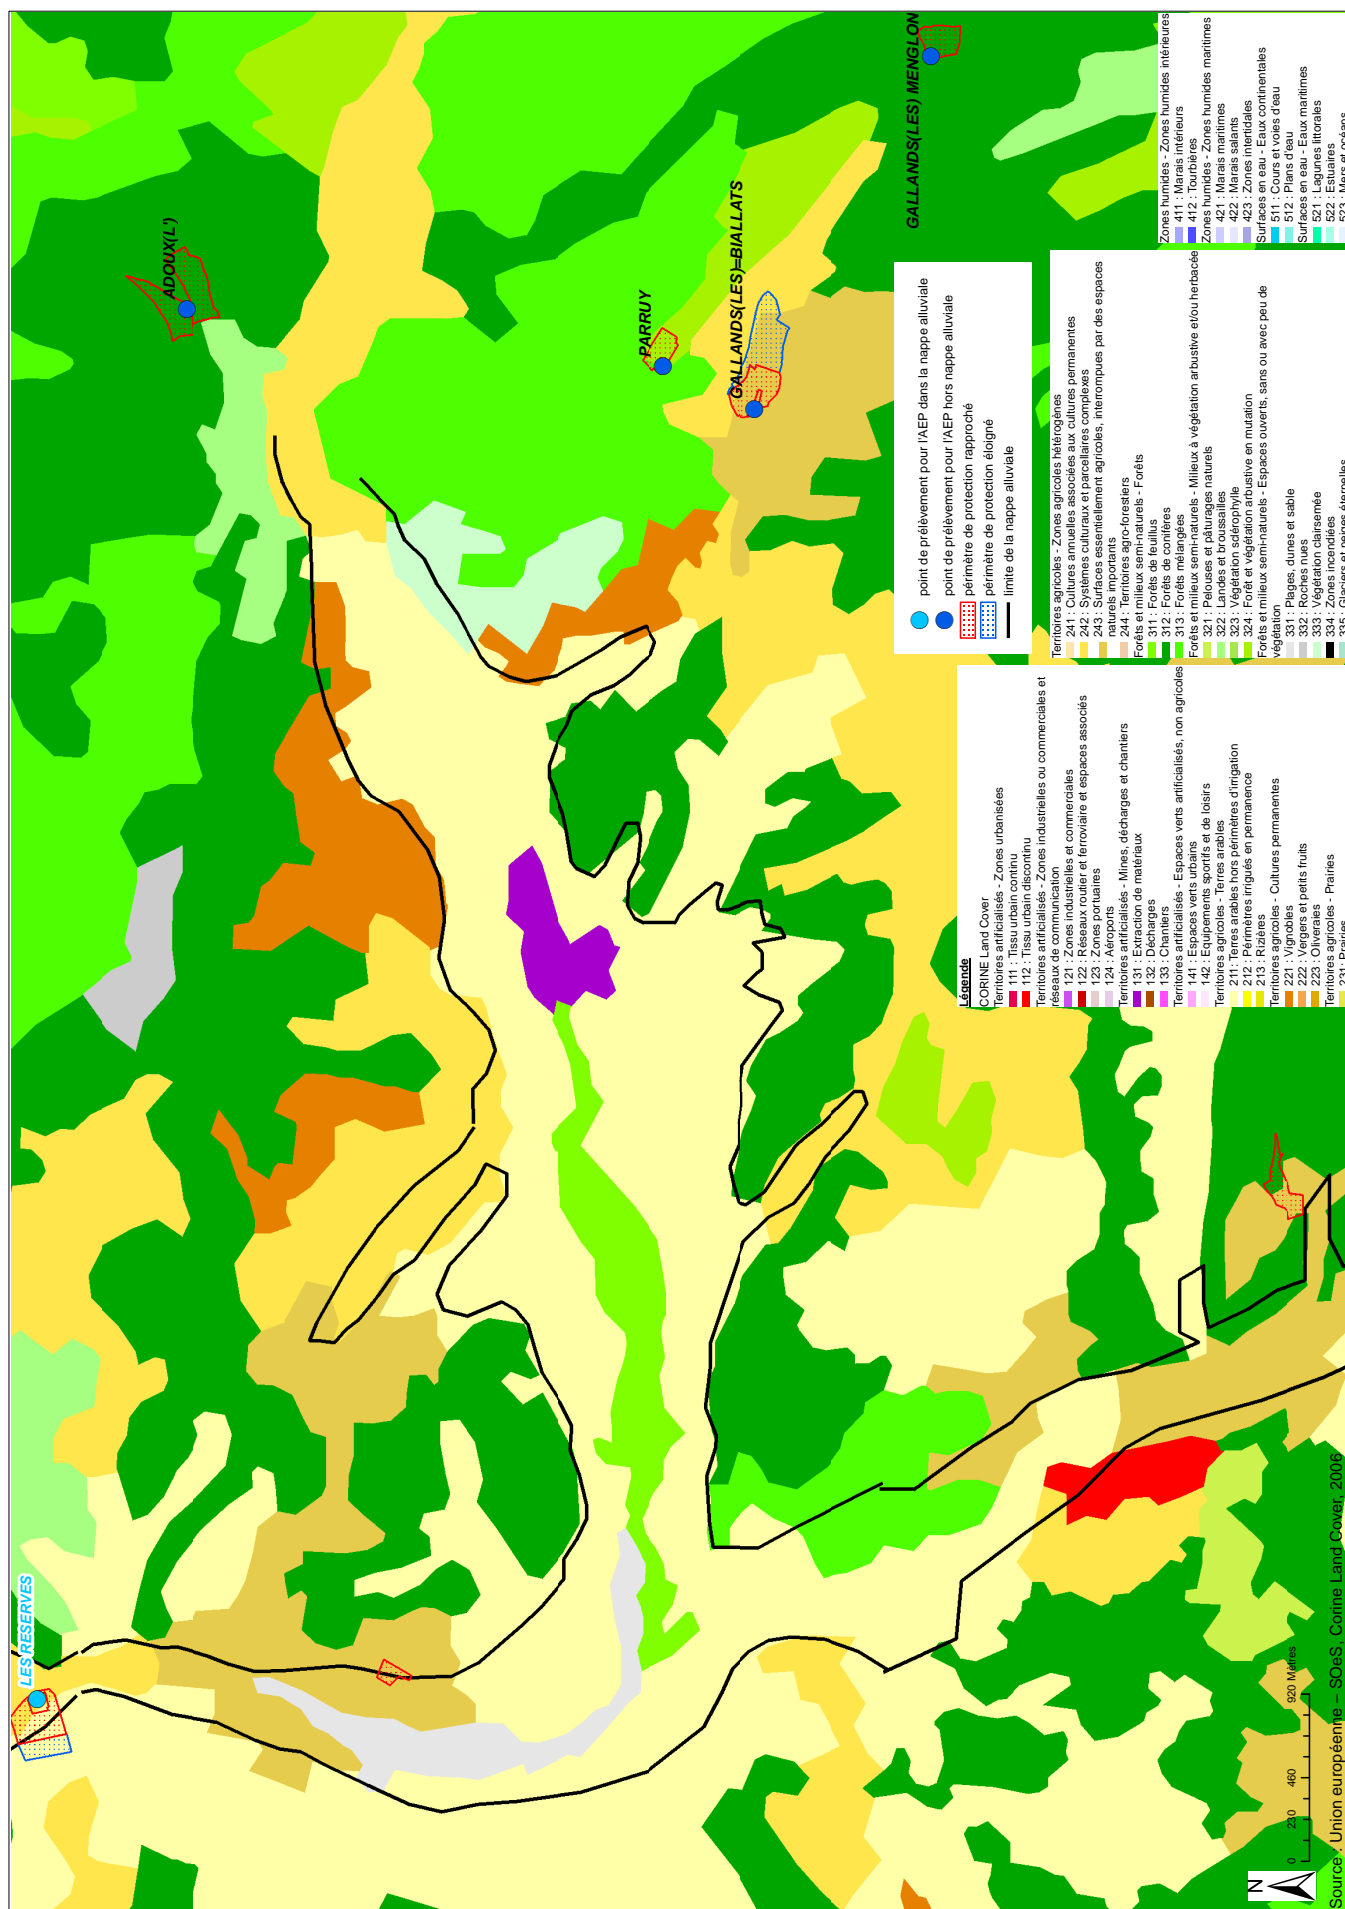 LES RESERVES
ADOUX(L')
PARRUY
GALLANDS(LES)=BIALLATS
GALLANDS(LES) MENGLON
point de prélèvement pour l'AEP dans la nappe alluviale
point de prélèvement pour l'AEP hors nappe alluviale
périmètre de protection rapproché
périmètre de protection éloigné
limite de la nappe alluviale
Légende
CORINE Land Cover
Territoires artificialisés - Zones urbanisées
111 : Tissu urbain continu
112 : Tissu urbain discontinu
Territoires artificialisés - Zones industrielles ou commerciales et
réseaux de communication
121 : Zones industrielles et commerciales
122 : Réseaux routier et ferroviaire et espaces associés
123 : Zones portuaires
124 : Aéroports
Territoires artificialisés - Mines, décharges et chantiers
131 : Extraction de matériaux
132 : Décharges
133 : Chantiers
Territoires artificialisés - Espaces verts artificialisés, non agricoles
141 : Espaces verts urbains
142 : Equipements sportifs et de loisirs
Territoires agricoles - Terres arables
211 : Terres arables hors périmètres d'irrigation
212 : Périmètres irrigués en permanence
213 : Rizières
Territoires agricoles - Cultures permanentes
221 : Vignobles
222 : Vergers et petits fruits
223 : Oliveraies
Territoires agricoles - Prairies
231 : Prairies
Territoires agricoles - Zones agricoles hétérogènes
241 : Cultures annuelles associées aux cultures permanentes
242 : Systèmes culturaux et parcellaires complexes
243 : Surfaces essentiellement agricoles, interrompues par des espaces
naturels importants
244 : Territoires agro-forestiers
Forêts et milieux semi-naturels - Forêts
311 : Forêts de feuillus
312 : Forêts de conifères
313 : Forêts mélangées
Forêts et milieux semi-naturels - Milieux à végétation arbustive et/ou herbacée
321 : Pelouses et pâturages naturels
322 : Landes et broussailles
323 : Végétation sclérophylle
324 : Forêt et végétation arbustive en mutation
Forêts et milieux semi-naturels - Espaces ouverts, sans ou avec peu de
végétation
331 : Plages, dunes et sable
332 : Roches nues
333 : Végétation clairsemée
334 : Zones incendiées
335 : Glaciers et neiges éternelles
Zones humides - Zones humides intérieures
411 : Marais intérieurs
412 : Tourbières
Zones humides - Zones humides maritimes
421 : Marais maritimes
422 : Marais salants
423 : Zones intertidales
Surfaces en eau - Eaux continentales
511 : Cours et voies d'eau
512 : Plans d'eau
Surfaces en eau - Eaux maritimes
521 : Lagunes littorales
522 : Estuaires
523 : Mers et océans
N
0 230 460 920 Mètres
Source : Union européenne – SOeS, Corine Land Cover, 2006